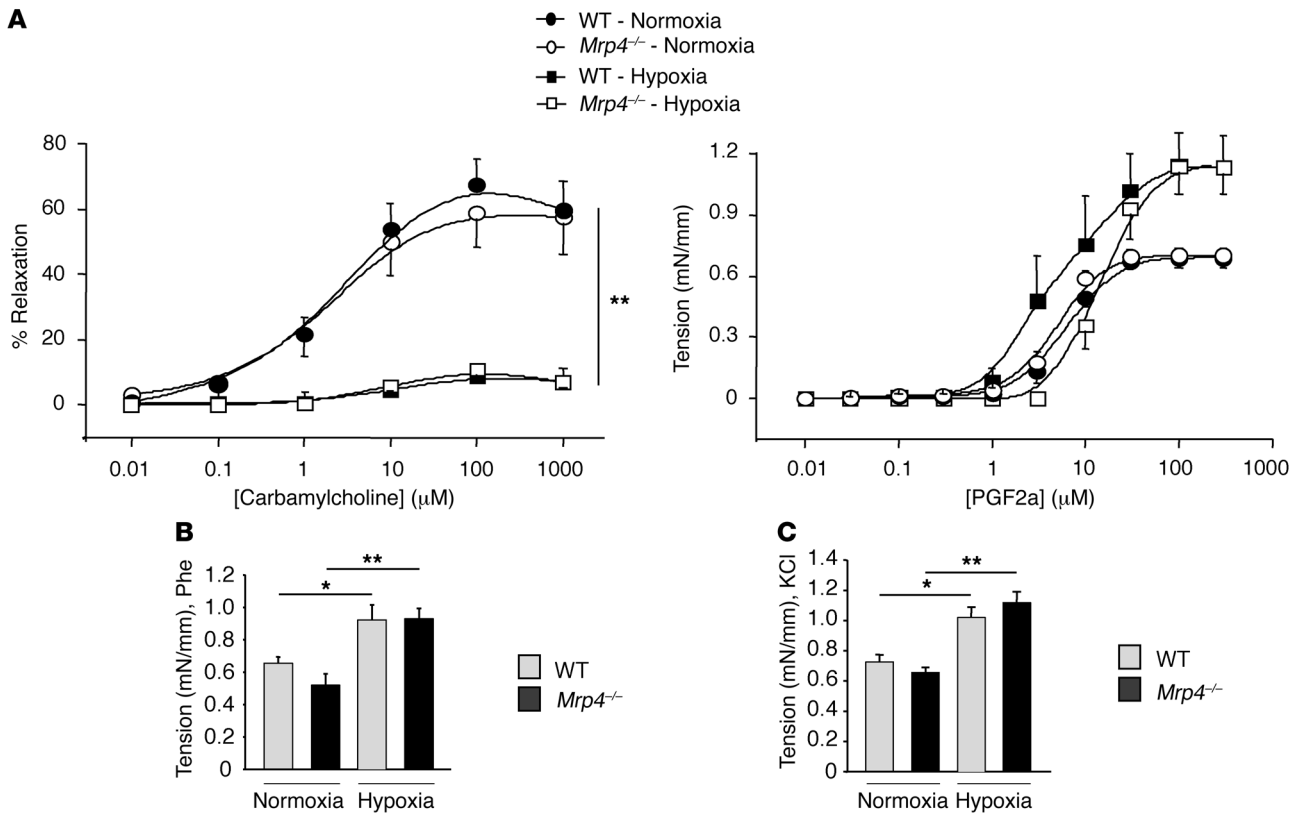 A
WT - Normoxia
Mrp4–/– - Normoxia
WT - Hypoxia
Mrp4–/– - Hypoxia
80
60
40
20
0
% Relaxation
**
0.01 0.1 1 10 100 1000
[Carbamylcholine] (μM)
1.2
0.9
0.6
0.3
0
Tension (mN/mm)
0.01 0.1 1 10 100 1000
[PGF2a] (μM)
B
Tension (mN/mm), Phe
1.2
1.0
0.8
0.6
0.4
0.2
0
*
**
Normoxia Hypoxia
WT
Mrp4–/–
C
Tension (mN/mm), KCl
1.4
1.2
1.0
0.8
0.6
0.4
0.2
0
*
**
Normoxia Hypoxia
WT
Mrp4–/–